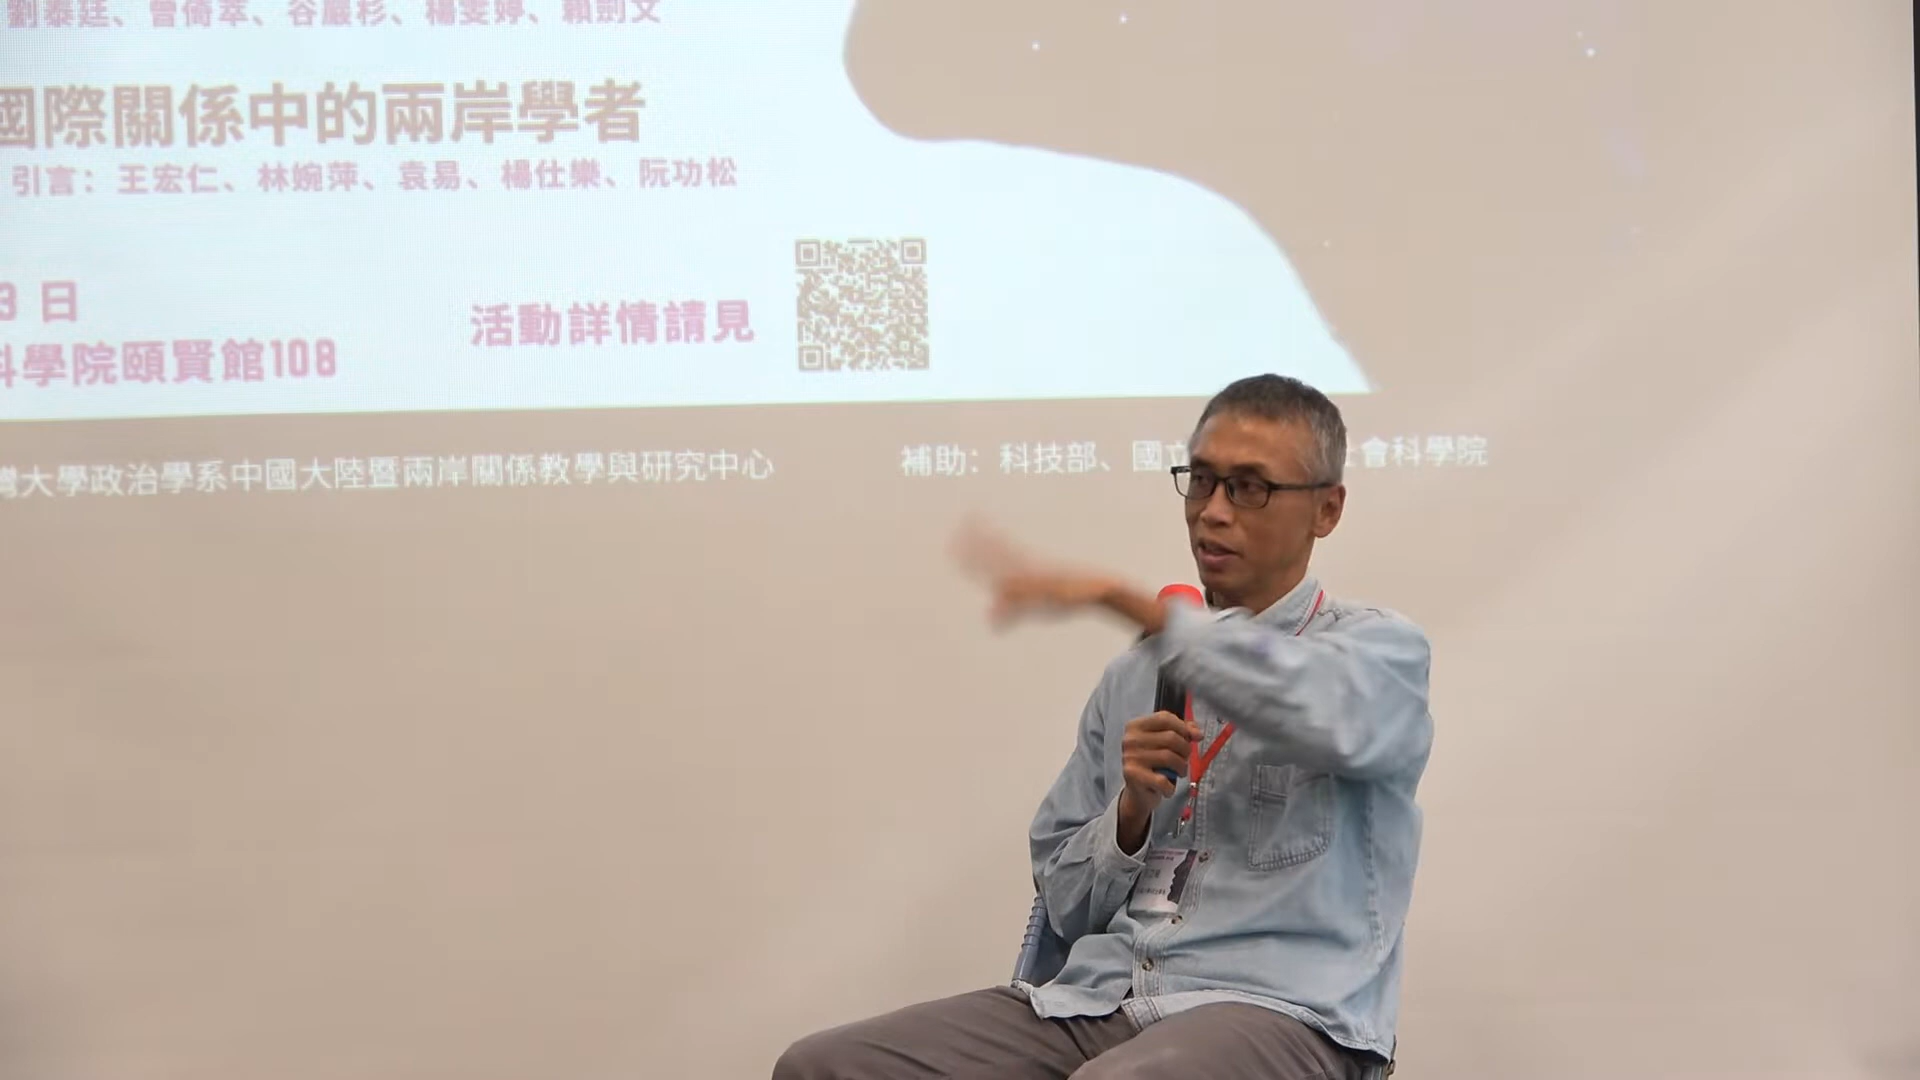 劉泰廷、曾倚萃、谷嚴杉、楊雯婷、賴劍文
國際關係中的兩岸學者
引言：王宏仁、林婉萍、袁易、楊仕樂、阮功松
3 日
活動詳情請見
科學院頤賢館108
灣大學政治學系中國大陸暨兩岸關係教學與研究中心
補助：科技部、國立 社會科學院